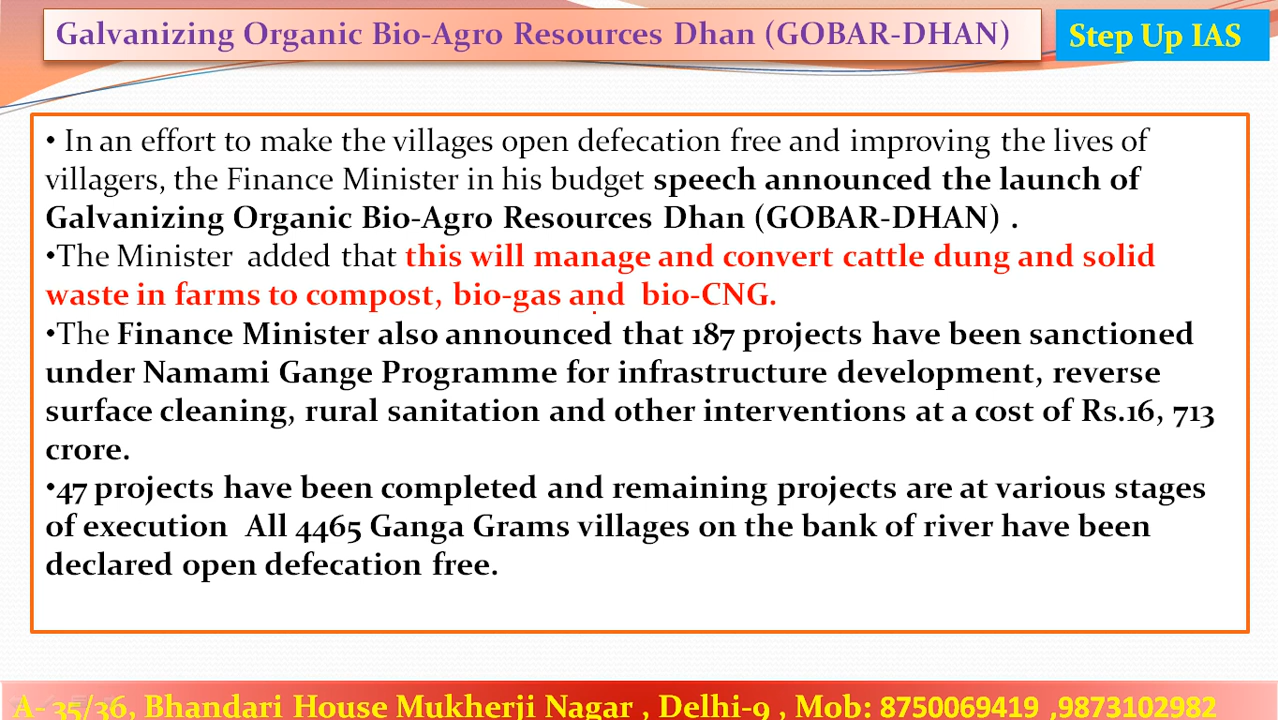 Galvanizing Organic Bio-Agro Resources Dhan (GOBAR-DHAN)
Step Up IAS
• In an effort to make the villages open defecation free and improving the lives of
villagers, the Finance Minister in his budget speech announced the launch of
Galvanizing Organic Bio-Agro Resources Dhan (GOBAR-DHAN) .
•The Minister added that this will manage and convert cattle dung and solid
waste in farms to compost, bio-gas and bio-CNG.
•The Finance Minister also announced that 187 projects have been sanctioned
under Namami Gange Programme for infrastructure development, reverse
surface cleaning, rural sanitation and other interventions at a cost of Rs.16, 713
crore.
•47 projects have been completed and remaining projects are at various stages
of execution All 4465 Ganga Grams villages on the bank of river have been
declared open defecation free.
A- 35/36, Bhandari House Mukherji Nagar , Delhi-9 , Mob: 8750069419 ,9873102982